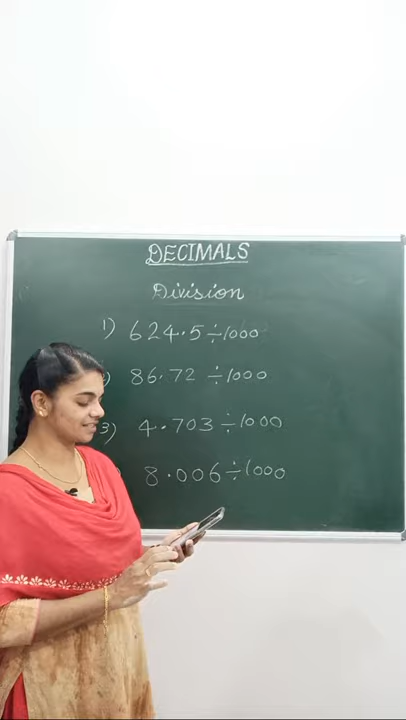 DECIMALS
Division
1) 624.5 ÷ 1000
) 86.72 ÷ 1000
3) 4.703 ÷ 1000
8.006 ÷ 1000